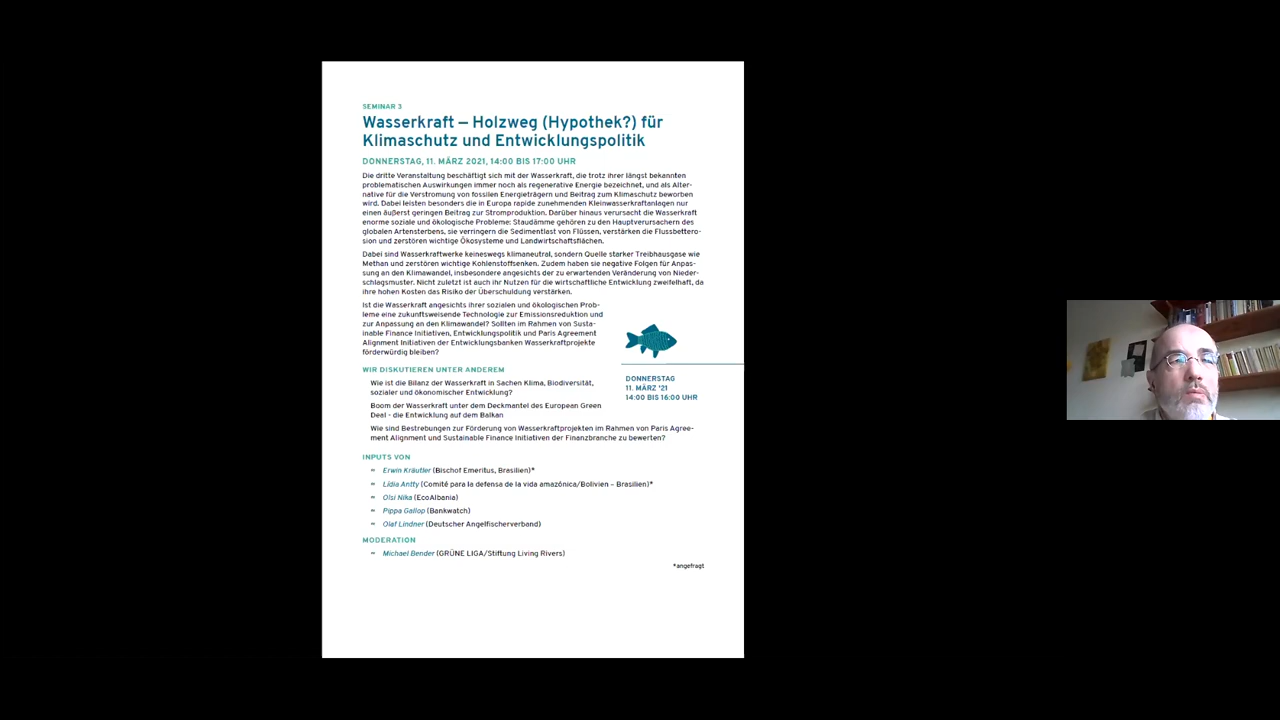 SEMINAR 3
Wasserkraft – Holzweg (Hypothek?) für
Klimaschutz und Entwicklungspolitik
DONNERSTAG, 11. MÄRZ 2021, 14:00 BIS 17:00 UHR
Die dritte Veranstaltung beschäftigt sich mit der Wasserkraft, die trotz ihrer längst bekannten
problematischen Auswirkungen immer noch als regenerative Energie bezeichnet, und als Alter-
native für die Verstromung von fossilen Energieträgern und Beitrag zum Klimaschutz beworben
wird. Dabei leisten besonders die in Europa rapide zunehmenden Kleinwasserkraftanlagen nur
einen äußerst geringen Beitrag zur Stromproduktion. Darüber hinaus verursacht die Wasserkraft
enorme soziale und ökologische Probleme: Staudämme gehören zu den Hauptverursachern des
globalen Artensterbens, sie verringern die Sedimentlast von Flüssen, verstärken die Flussbettero-
sion und zerstören wichtige Ökosysteme und Landwirtschaftsflächen.
Dabei sind Wasserkraftwerke keineswegs klimaneutral, sondern Quelle starker Treibhausgase wie
Methan und zerstören wichtige Kohlenstoffsenken. Zudem haben sie negative Folgen für Anpas-
sung an den Klimawandel, insbesondere angesichts der zu erwartenden Veränderung von Nieder-
schlagsmuster. Nicht zuletzt ist auch ihr Nutzen für die wirtschaftliche Entwicklung zweifelhaft, da
ihre hohen Kosten das Risiko der Überschuldung verstärken.
Ist die Wasserkraft angesichts ihrer sozialen und ökologischen Prob-
leme eine zukunftsweisende Technologie zur Emissionsreduktion und
zur Anpassung an den Klimawandel? Sollten im Rahmen von Susta-
inable Finance Initiativen, Entwicklungspolitik und Paris Agreement
Alignment Initiativen der Entwicklungsbanken Wasserkraftprojekte
förderwürdig bleiben?
WIR DISKUTIEREN UNTER ANDEREM
Wie ist die Bilanz der Wasserkraft in Sachen Klima, Biodiversität,
sozialer und ökonomischer Entwicklung?
Boom der Wasserkraft unter dem Deckmantel des European Green
Deal - die Entwicklung auf dem Balkan
Wie sind Bestrebungen zur Förderung von Wasserkraftprojekten im Rahmen von Paris Agree-
ment Alignment und Sustainable Finance Initiativen der Finanzbranche zu bewerten?
DONNERSTAG
11. MÄRZ '21
14:00 BIS 16:00 UHR
INPUTS VON
Erwin Kräutler (Bischof Emeritus, Brasilien)*
Lídia Antty (Comité para la defensa de la vida amazónica/Bolivien – Brasilien)*
Olsi Nika (EcoAlbania)
Pippa Gallop (Bankwatch)
Olaf Lindner (Deutscher Angelfischerverband)
MODERATION
Michael Bender (GRÜNE LIGA/Stiftung Living Rivers)
*angefragt